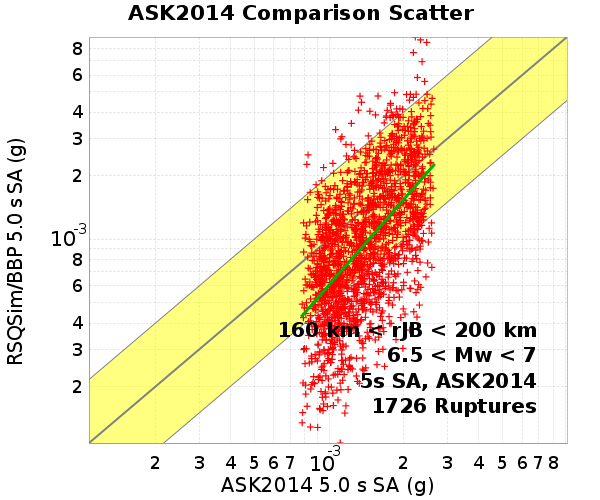 ASK2014 Comparison Scatter
RSQSim/BBP 5.0 s SA (g)
8
6
4
3
2
10-3
8
6
4
3
2
160 km < rJB < 200 km
6.5 < Mw < 7
5s SA, ASK2014
1726 Ruptures
2 3 4 5 6 7 10-3 2 3 4 5 6 7 8
ASK2014 5.0 s SA (g)